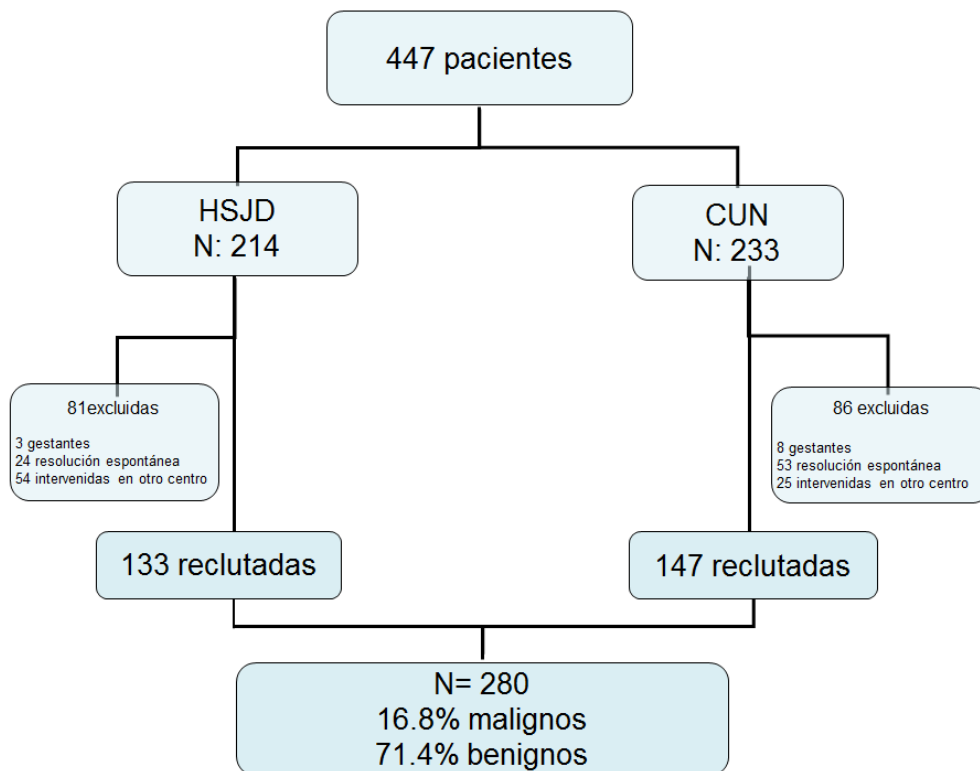 447 pacientes
HSJD
N: 214
CUN
N: 233
81excluidas
3 gestantes
24 resolución espontánea
54 intervenidas en otro centro
86 excluidas
8 gestantes
53 resolución espontánea
25 intervenidas en otro centro
133 reclutadas
147 reclutadas
N= 280
16.8% malignos
71.4% benignos